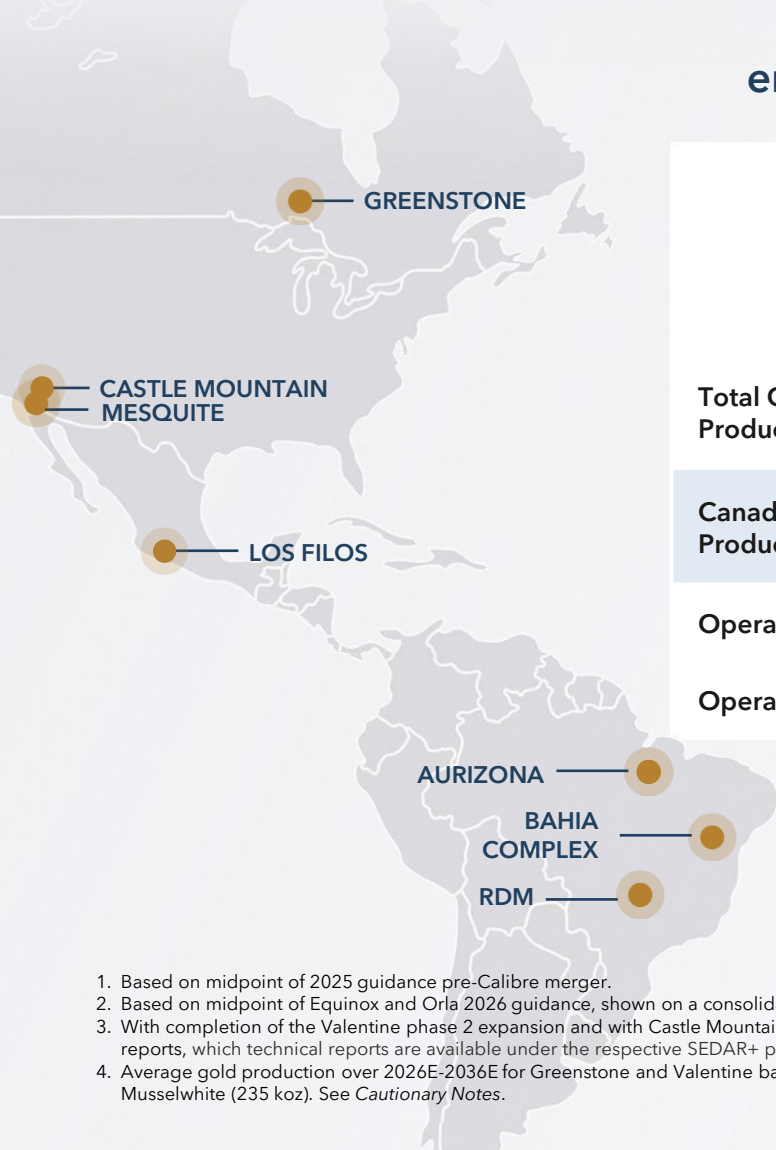 GREENSTONE
CASTLE MOUNTAIN
MESQUITE
LOS FILOS
Total
Canad
Opera
Opera
AURIZONA
BAHIA
COMPLEX
RDM
1. Based on midpoint of 2025 guidance pre-Calibre merger.
2. Based on midpoint of Equinox and Orla 2026 guidance, shown on a consolid
3. With completion of the Valentine phase 2 expansion and with Castle Mountai
reports, which technical reports are available under the respective SEDAR+ p
4. Average gold production over 2026E-2036E for Greenstone and Valentine ba
Musselwhite (235 koz). See Cautionary Notes.